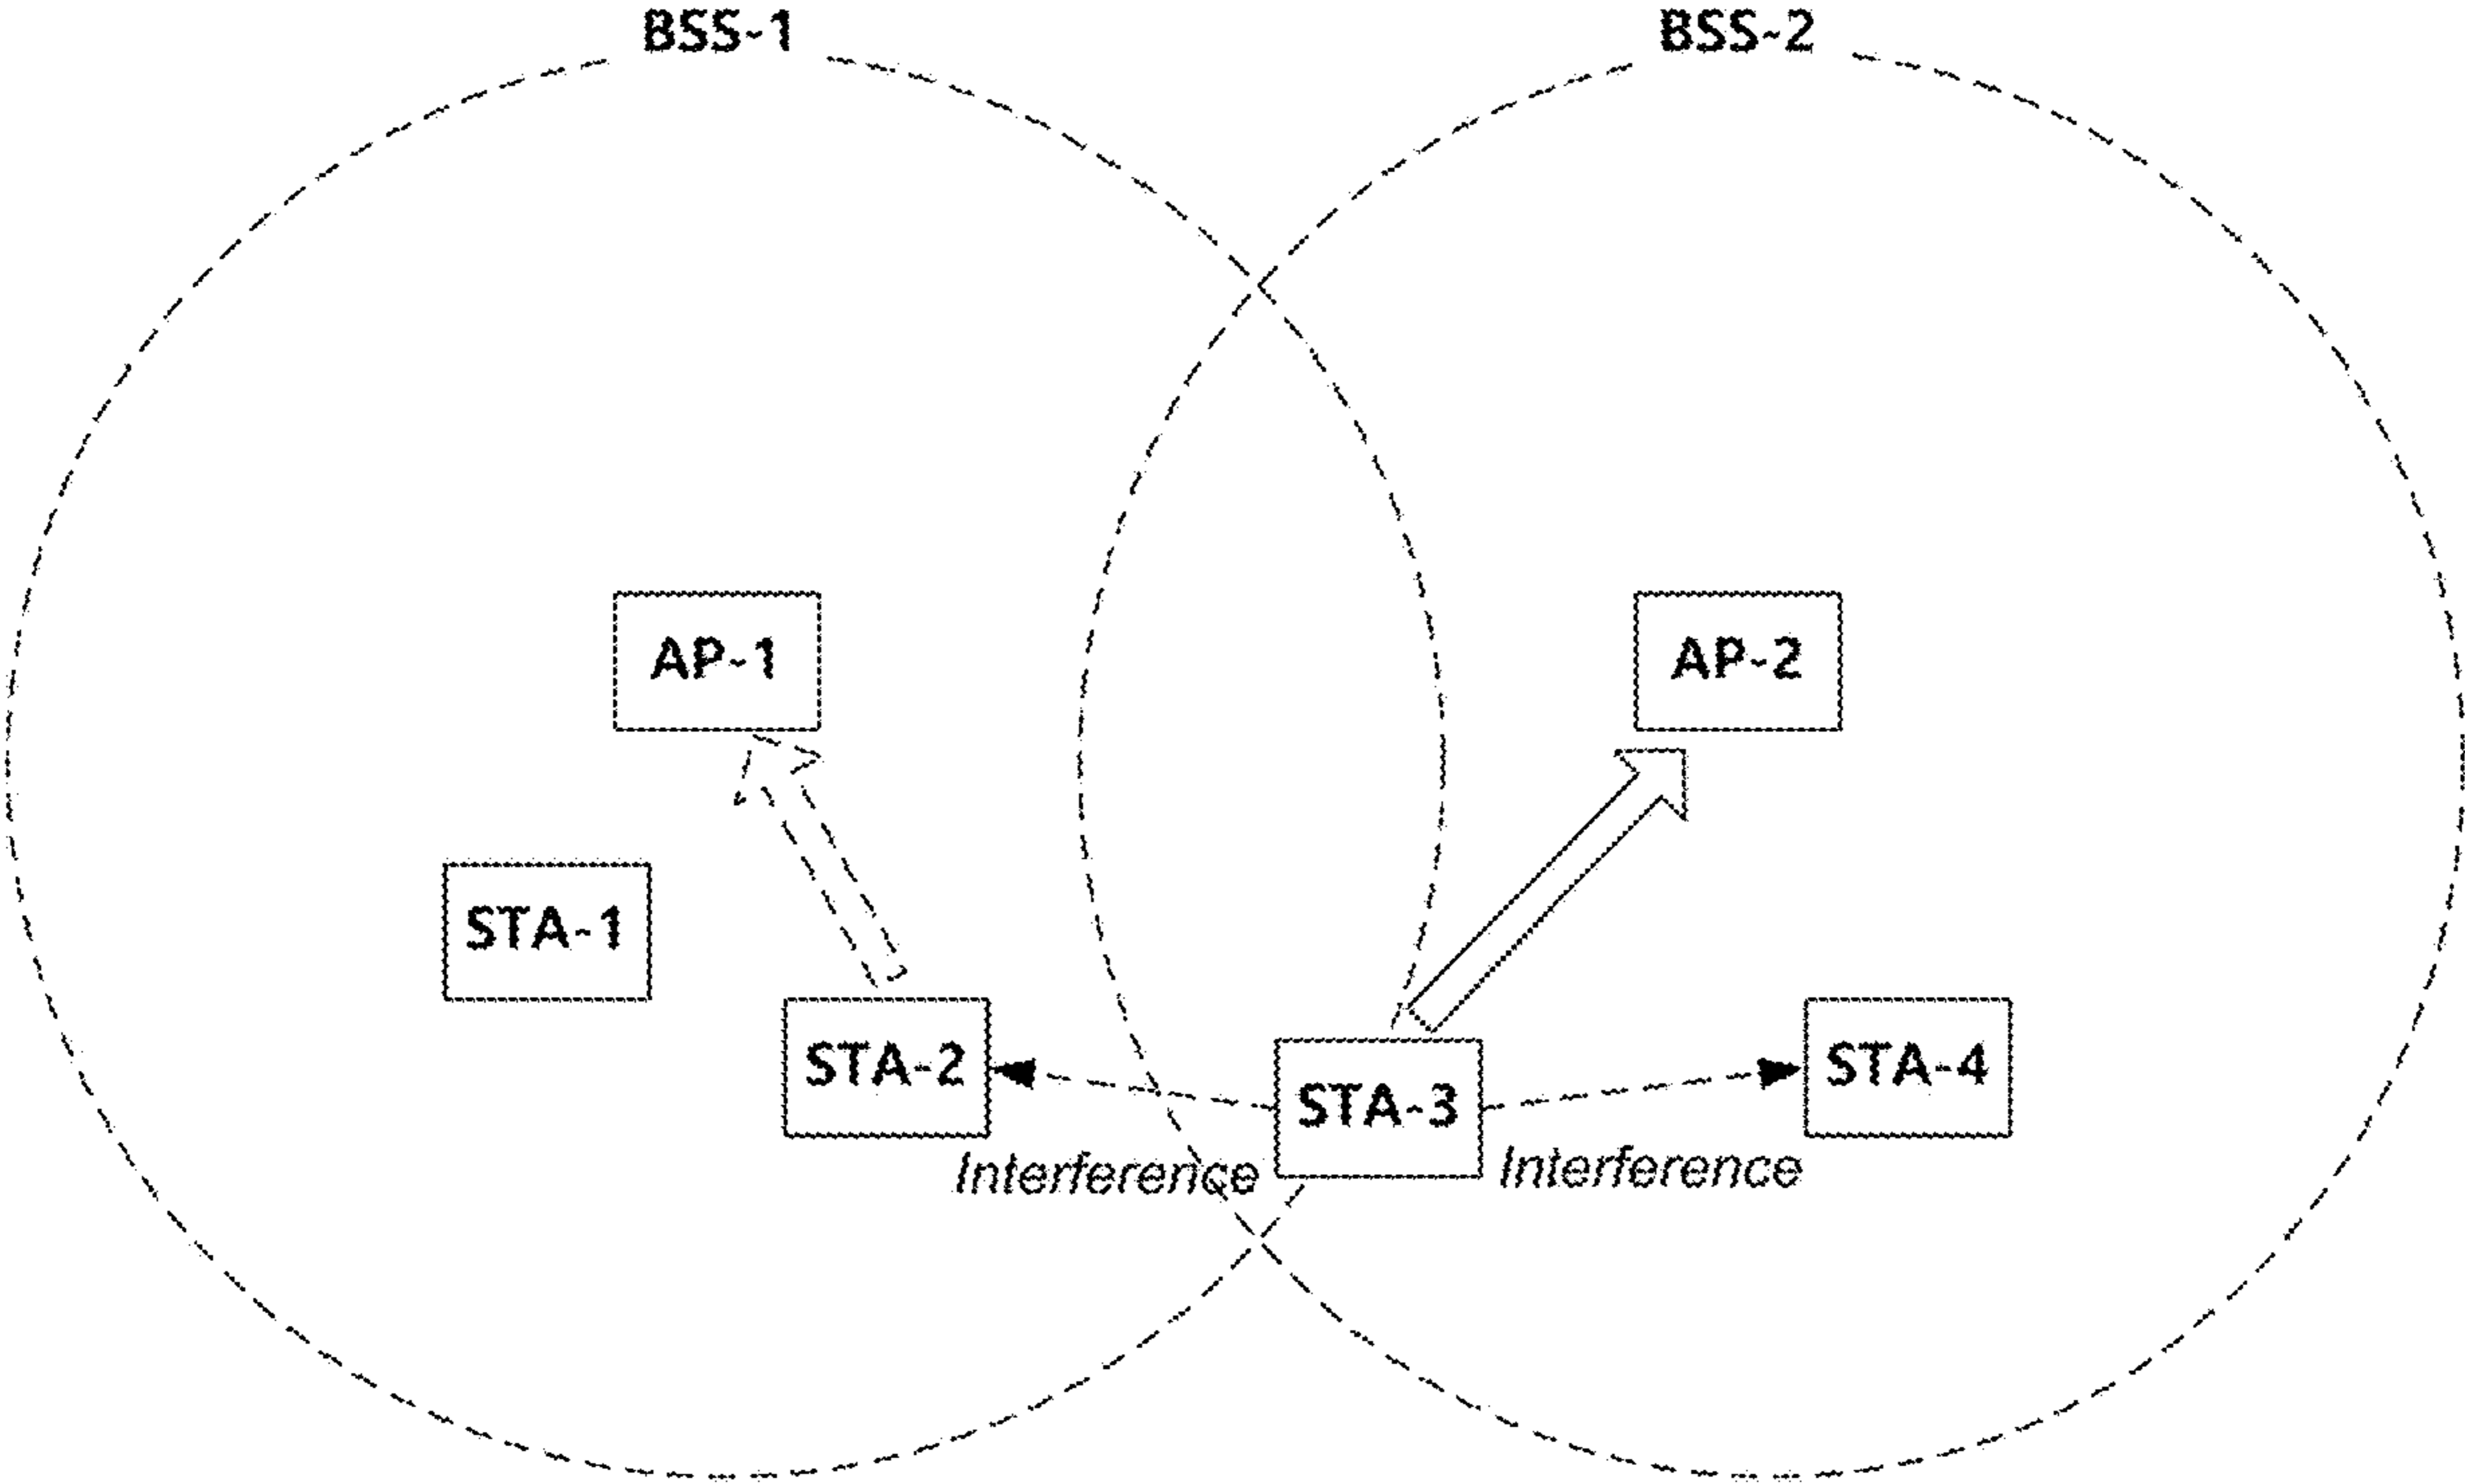 BSS-1
BSS-2
AP-1
AP-2
STA-1
STA-2
STA-3
STA-4
Interference
Interference